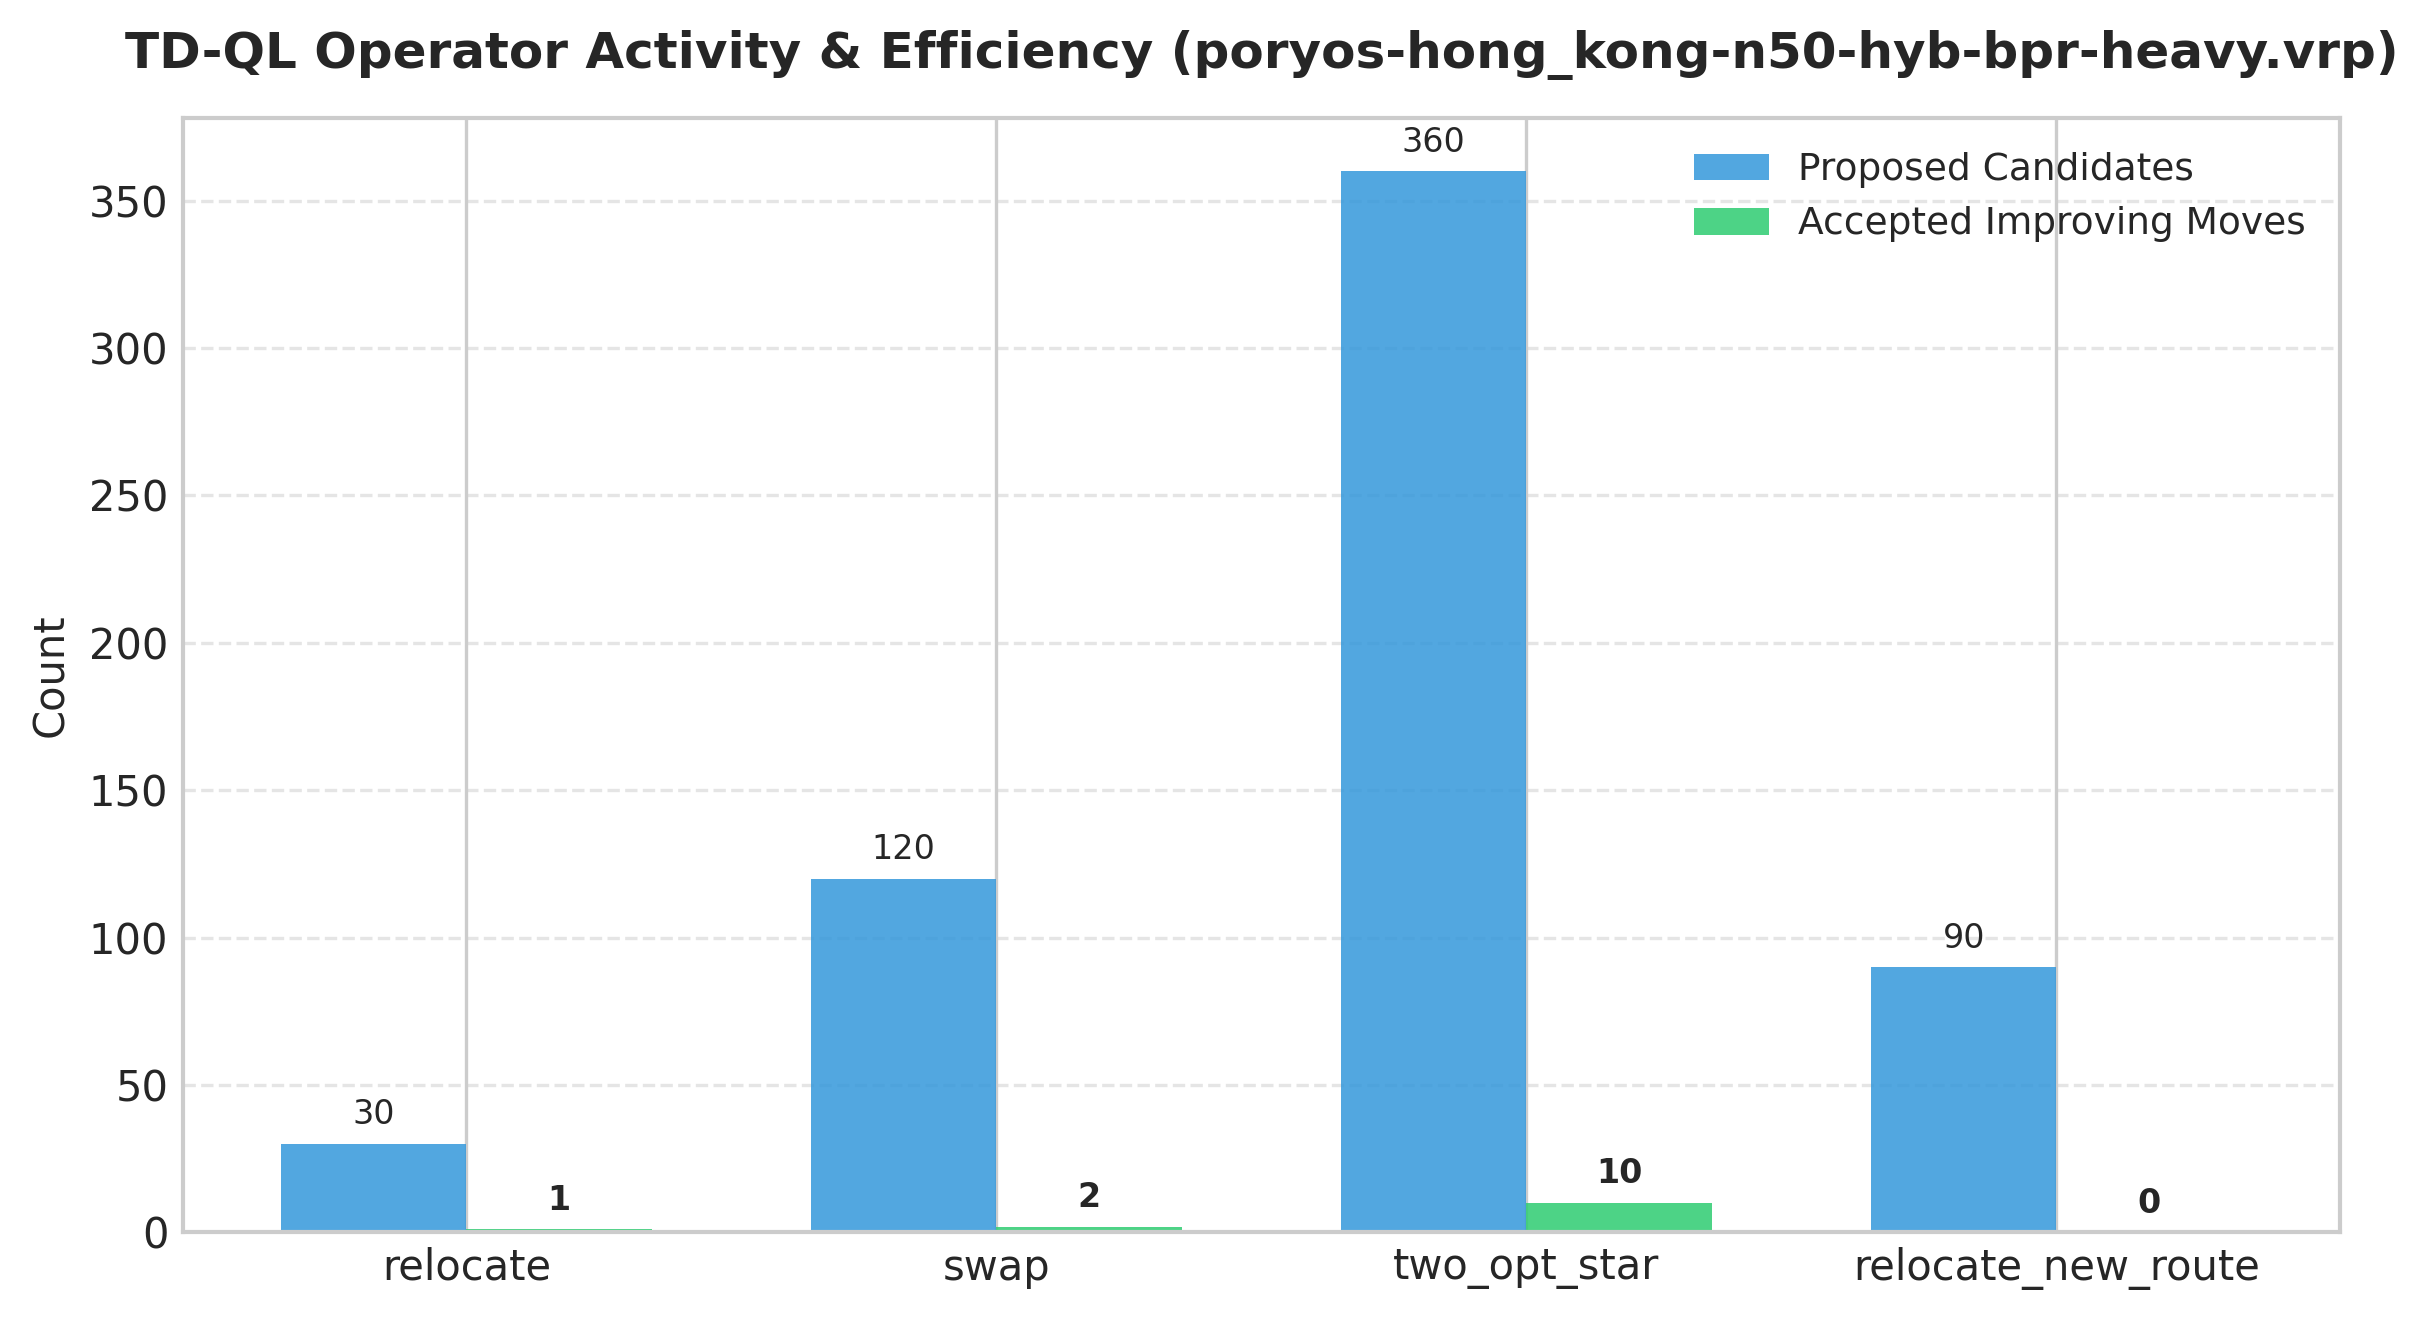 TD-QL Operator Activity & Efficiency (poryos-hong_kong-n50-hyb-bpr-heavy.vrp)
Proposed Candidates
Accepted Improving Moves
Count
350
300
250
200
150
100
50
0
30
1
120
2
360
10
90
0
relocate
swap
two_opt_star
relocate_new_route